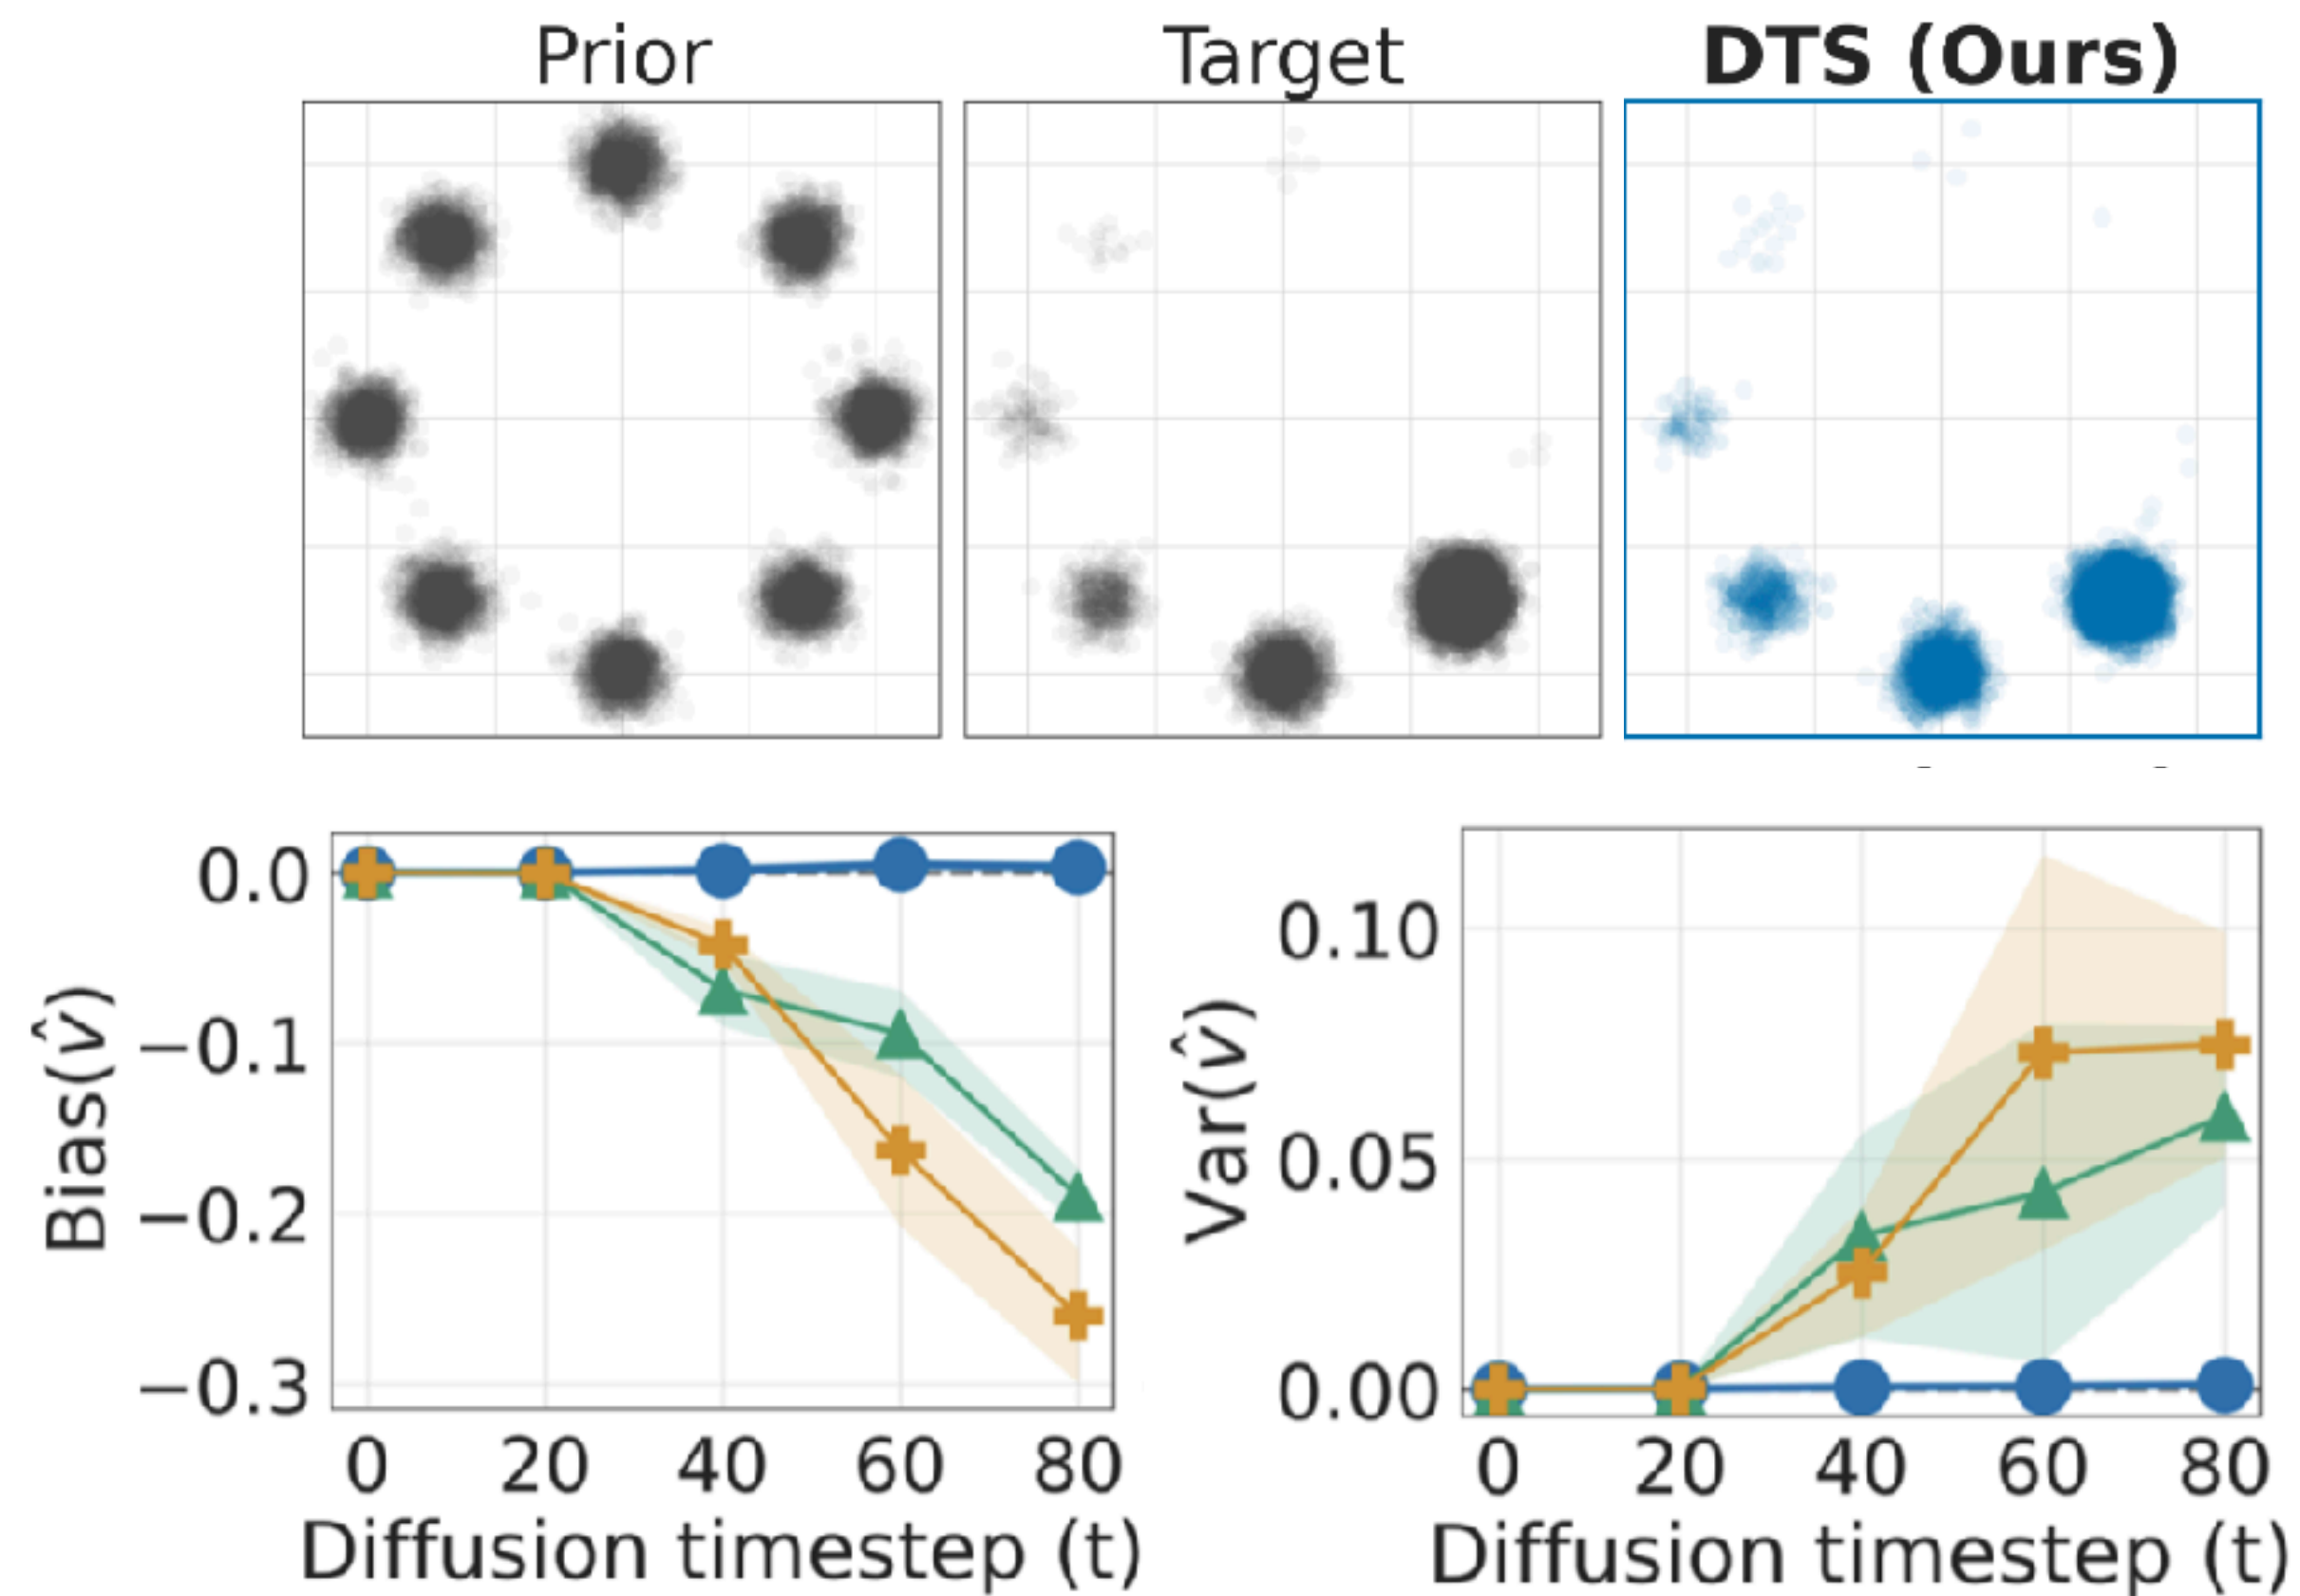 Prior
Target
DTS (Ours)
Bias(v̂)
0.0
−0.1
−0.2
−0.3
0 20 40 60 80
Diffusion timestep (t)
Var(v̂)
0.10
0.05
0.00
0 20 40 60 80
Diffusion timestep (t)